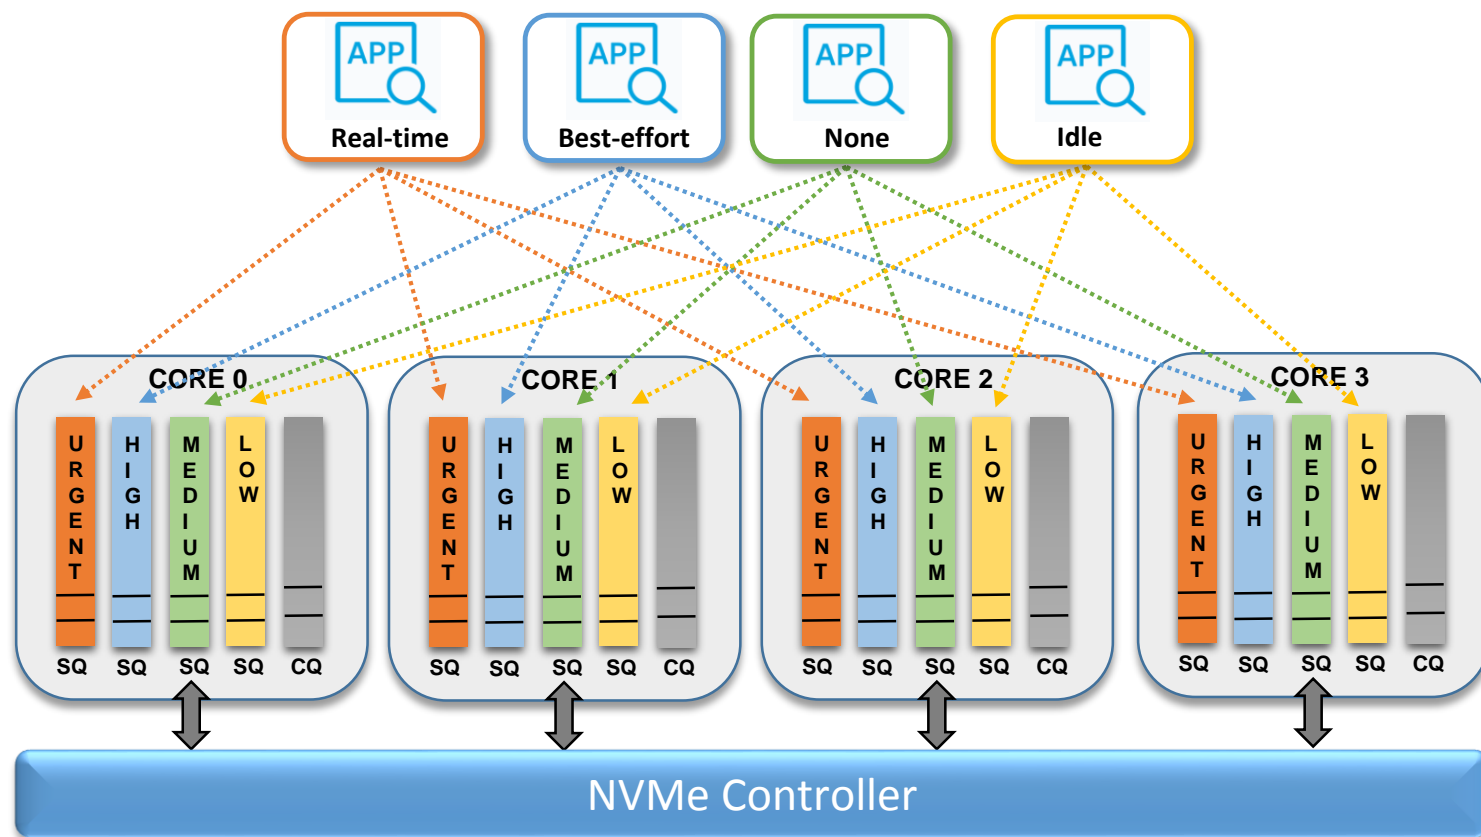 APP APP APP APP
Real-time Best-effort None Idle
CORE 0 CORE 1 CORE 2 CORE 3
URGENT HIGH MEDIUM LOW URGENT HIGH MEDIUM LOW URGENT HIGH MEDIUM LOW URGENT HIGH MEDIUM LOW
SQ SQ SQ SQ CQ SQ SQ SQ SQ CQ SQ SQ SQ SQ CQ SQ SQ SQ SQ CQ
NVMe Controller